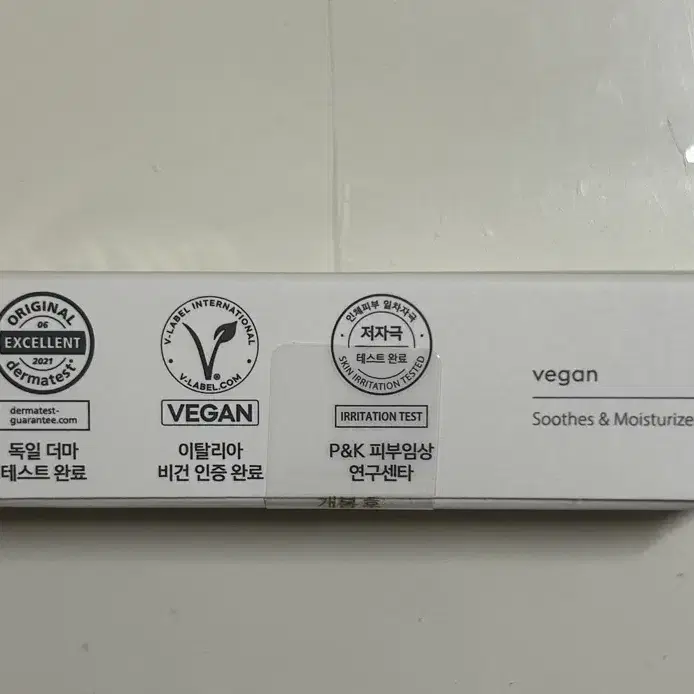 ORIGINAL
06
EXCELLENT
2021
dermatest®
dermatest-
guarantee.com
독일 더마
테스트 완료
V-LABEL INTERNATIONAL
· V-LABEL.COM ·
®
VEGAN
이탈리아
비건 인증 완료
· 인체피부 일차자극 ·
저자극
테스트 완료
SKIN IRRITATION TESTED
IRRITATION TEST
P&K 피부임상
연구센타
vegan
Soothes & Moisturize